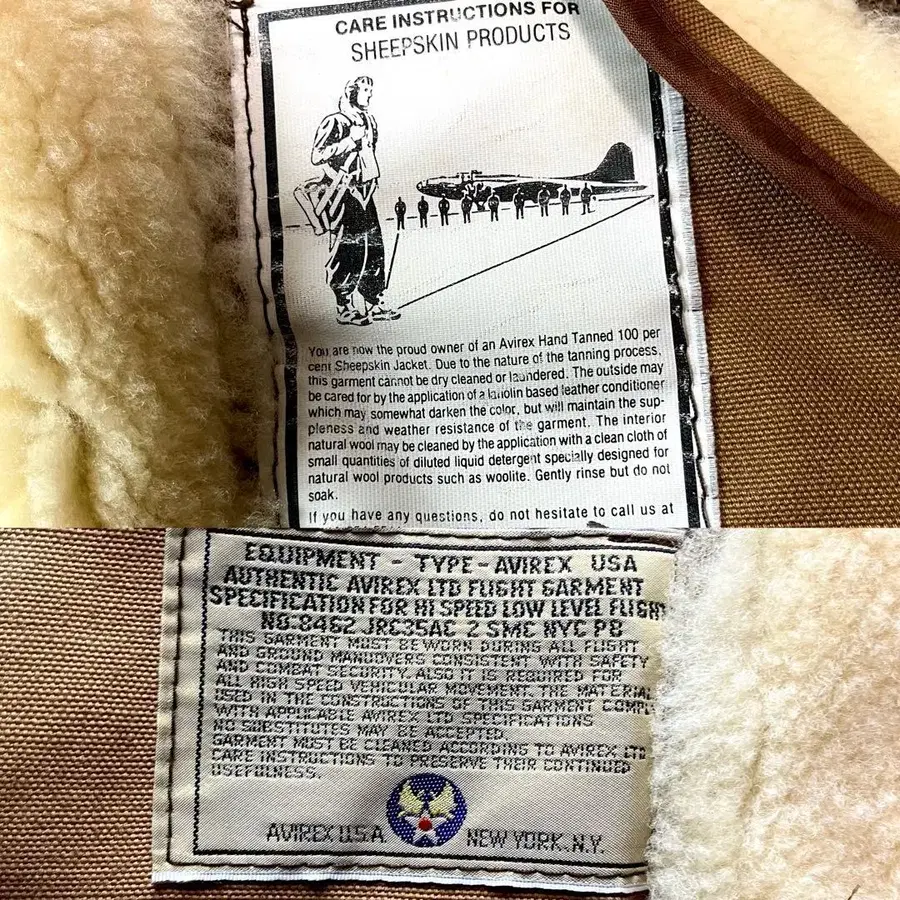 CARE INSTRUCTIONS FOR
SHEEPSKIN PRODUCTS
You are now the proud owner of an Avirex Hand Tanned 100 per
cent Sheepskin Jacket. Due to the nature of the tanning process,
this garment cannot be dry cleaned or laundered. The outside may
be cared for by the application of a lanolin based leather conditioner
which may somewhat darken the color, but will maintain the sup-
pleness and weather resistance of the garment. The interior
natural wool may be cleaned by the application with a clean cloth of
small quantities of diluted liquid detergent specially designed for
natural wool products such as woolite. Gently rinse but do not
soak.
If you have any questions, do not hesitate to call us at
EQUIPMENT - TYPE - AVIREX USA
AUTHENTIC AVIREX LTD FLIGHT GARMENT
SPECIFICATION FOR HI SPEED LOW LEVEL FLIGH
NO. 8462 JRC35AC 2 SMC NYC PB
THIS GARMENT MUST BE WORN DURING ALL FLIGHT
AND GROUND MANUOVERS CONSISTENT WITH SAFETY
AND COMBAT SECURITY. ALSO IT IS REQUIRED FOR
ALL HIGH SPEED VEHICULAR MOVEMENT. THE MATERIAL
USED IN THE CONSTRUCTIONS OF THIS GARMENT COMPL
WITH APPLICABLE AVIREX LTD SPECIFICATIONS
NO SUBSTITUTES MAY BE ACCEPTED.
GARMENT MUST BE CLEANED ACCORDING TO AVIREX LTD
CARE INSTRUCTIONS TO PRESERVE THEIR CONTINUED
USEFULNESS.
AVIREX U.S.A. NEW YORK. N.Y.